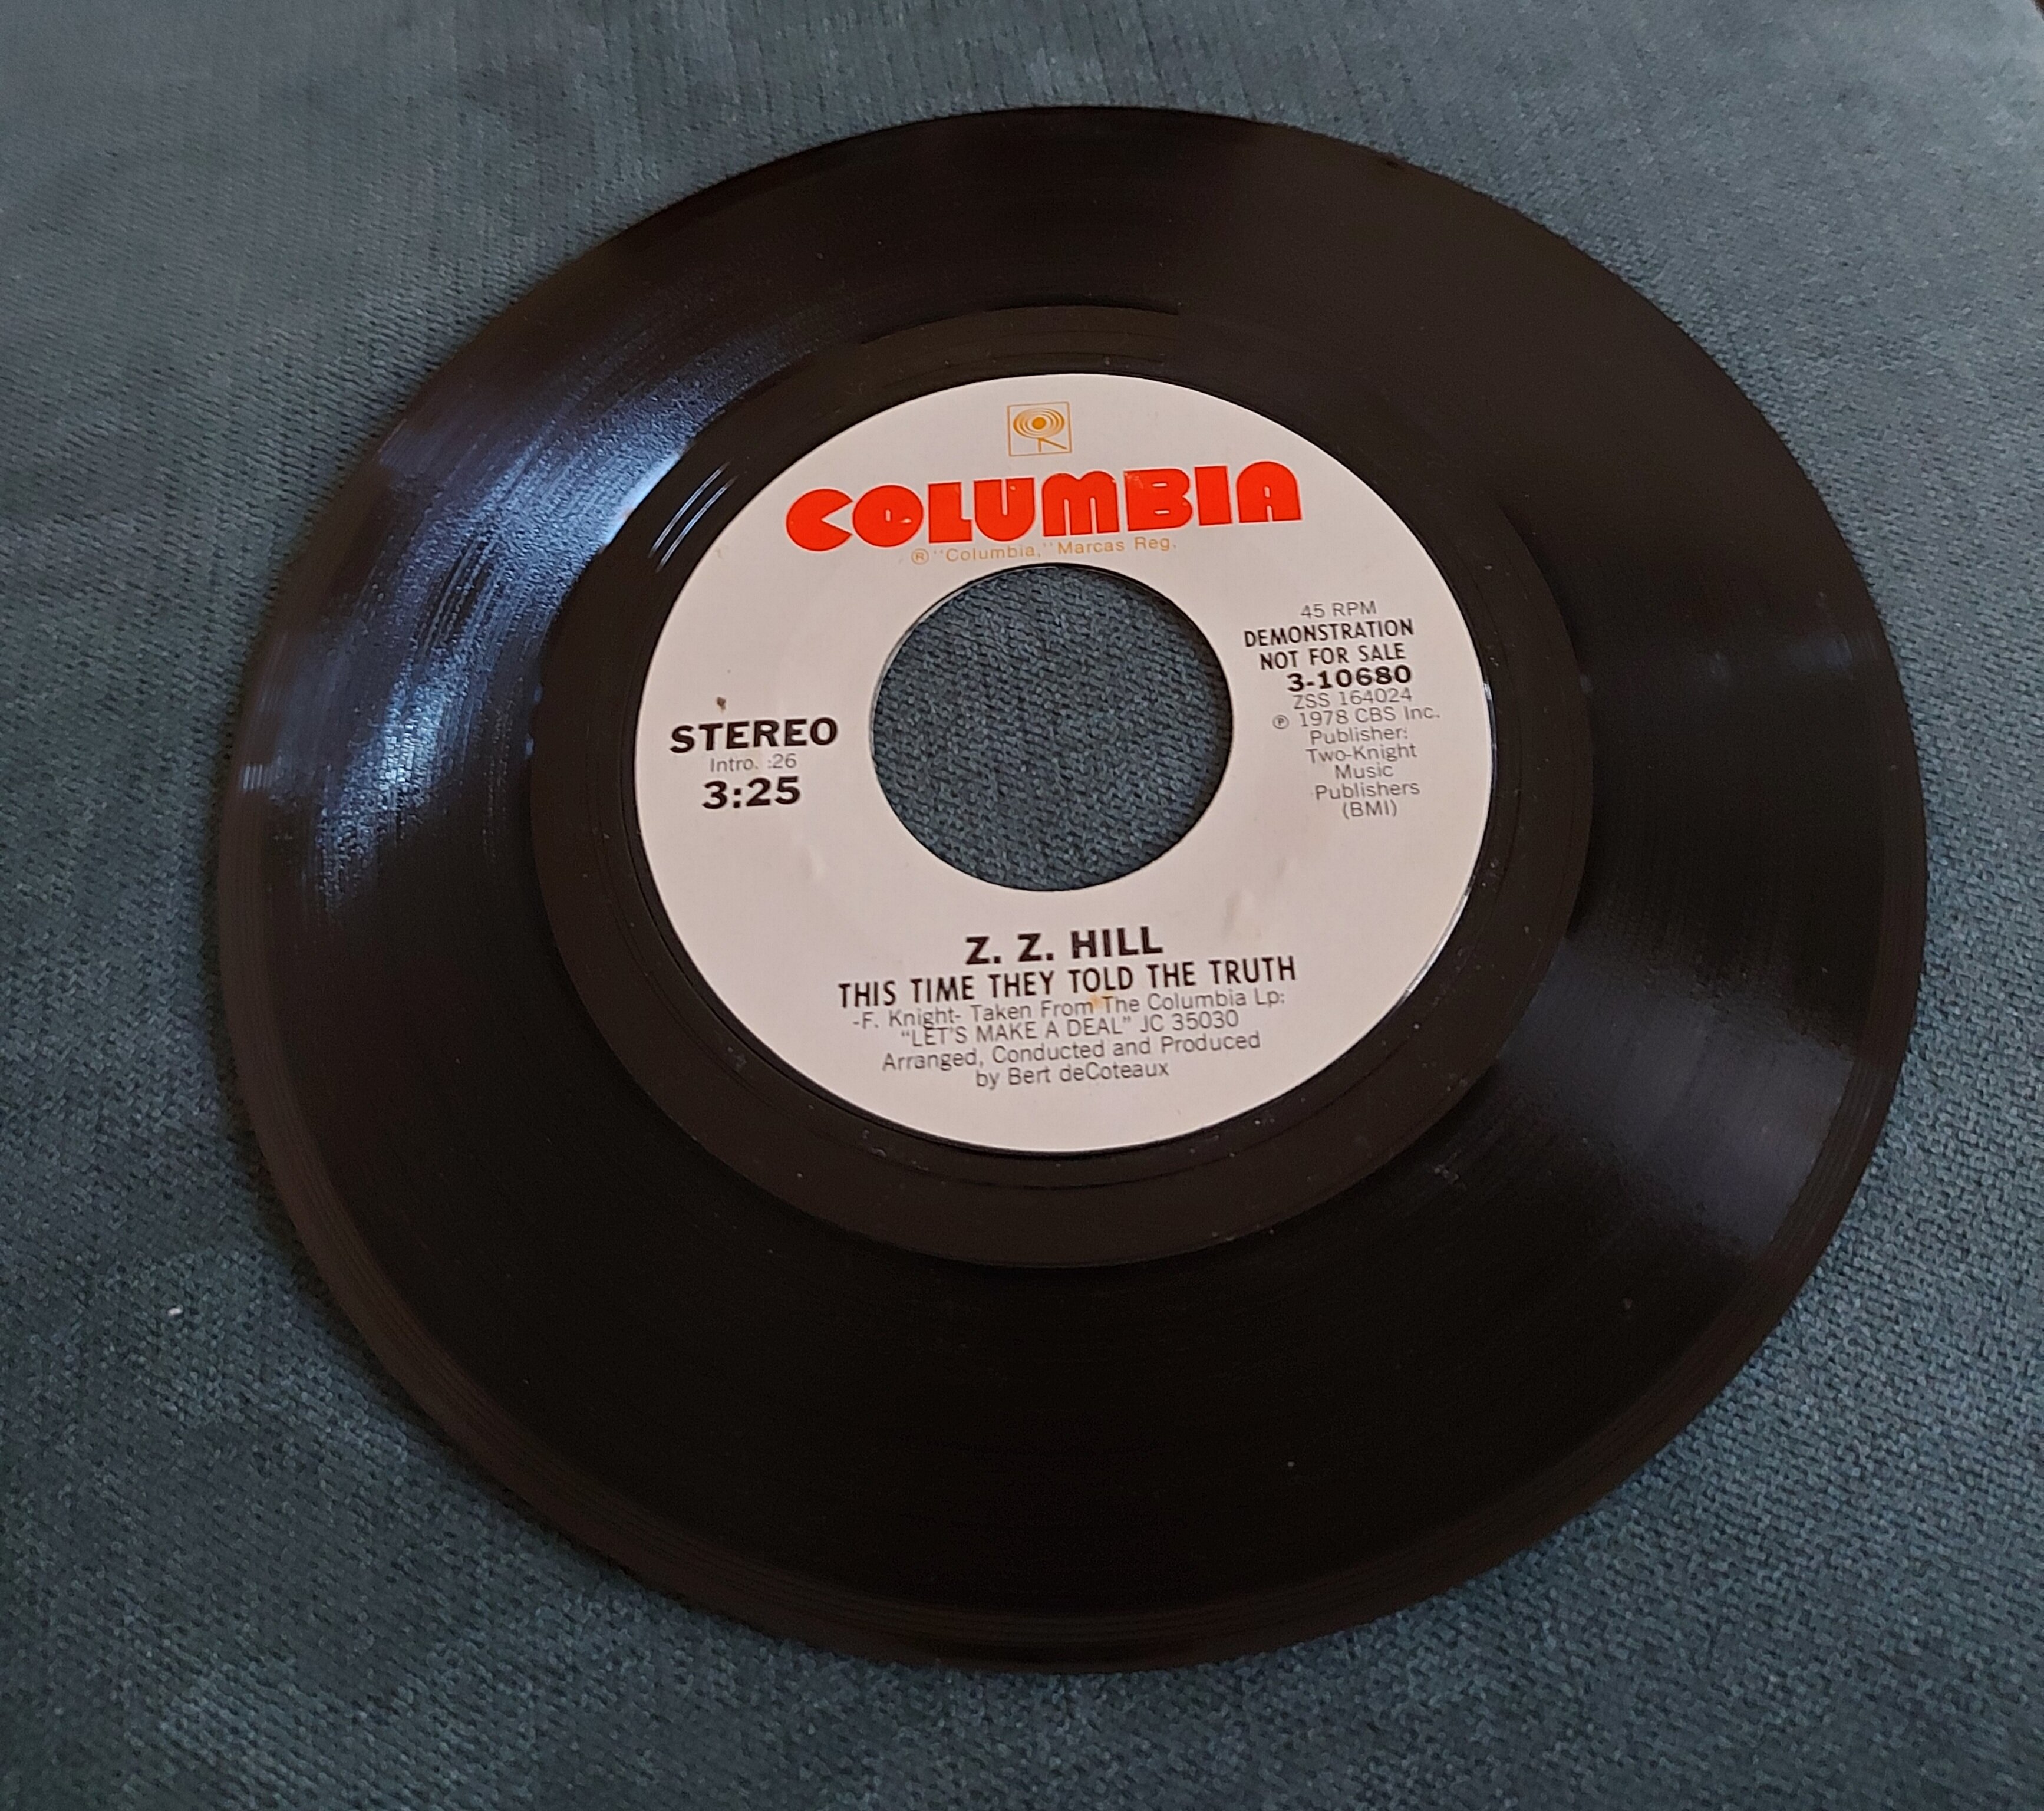 COLUMBIA
® "Columbia," Marcas Reg.
45 RPM
DEMONSTRATION
NOT FOR SALE
3-10680
ZSS 164024
℗ 1978 CBS Inc.
Publisher:
Two-Knight
Music
Publishers
(BMI)
STEREO
Intro. :26
3:25
Z. Z. HILL
THIS TIME THEY TOLD THE TRUTH
-F. Knight- Taken From The Columbia Lp:
"LET'S MAKE A DEAL" JC 35030
Arranged, Conducted and Produced
by Bert deCoteaux